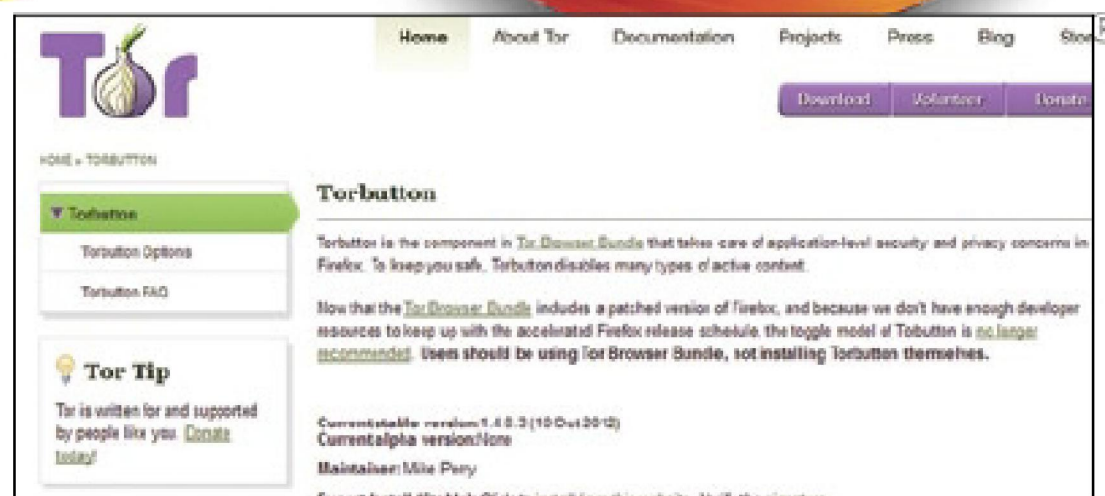 Tor
Home About Tor Documentation Projects Press Blog
Download Volunteer Donate
HOME » TORBUTTON
Torbutton
Torbutton Options
Torbutton FAQ
Tor Tip
Tor is written for and supported
by people like you. Donate
today!
Torbutton
Torbutton is the component in Tor Browser Bundle that takes care of application-level security and privacy concerns in
Firefox. To keep you safe, Torbutton disables many types of active content.
Now that the Tor Browser Bundle includes a patched version of Firefox, and because we don't have enough developer
resources to keep up with the accelerated Firefox release schedule, the toggle model of Torbutton is no longer
recommended. Users should be using Tor Browser Bundle, not installing Torbutton themselves.
Current stable version:
Current alpha version:None
Maintainer: Mike Perry